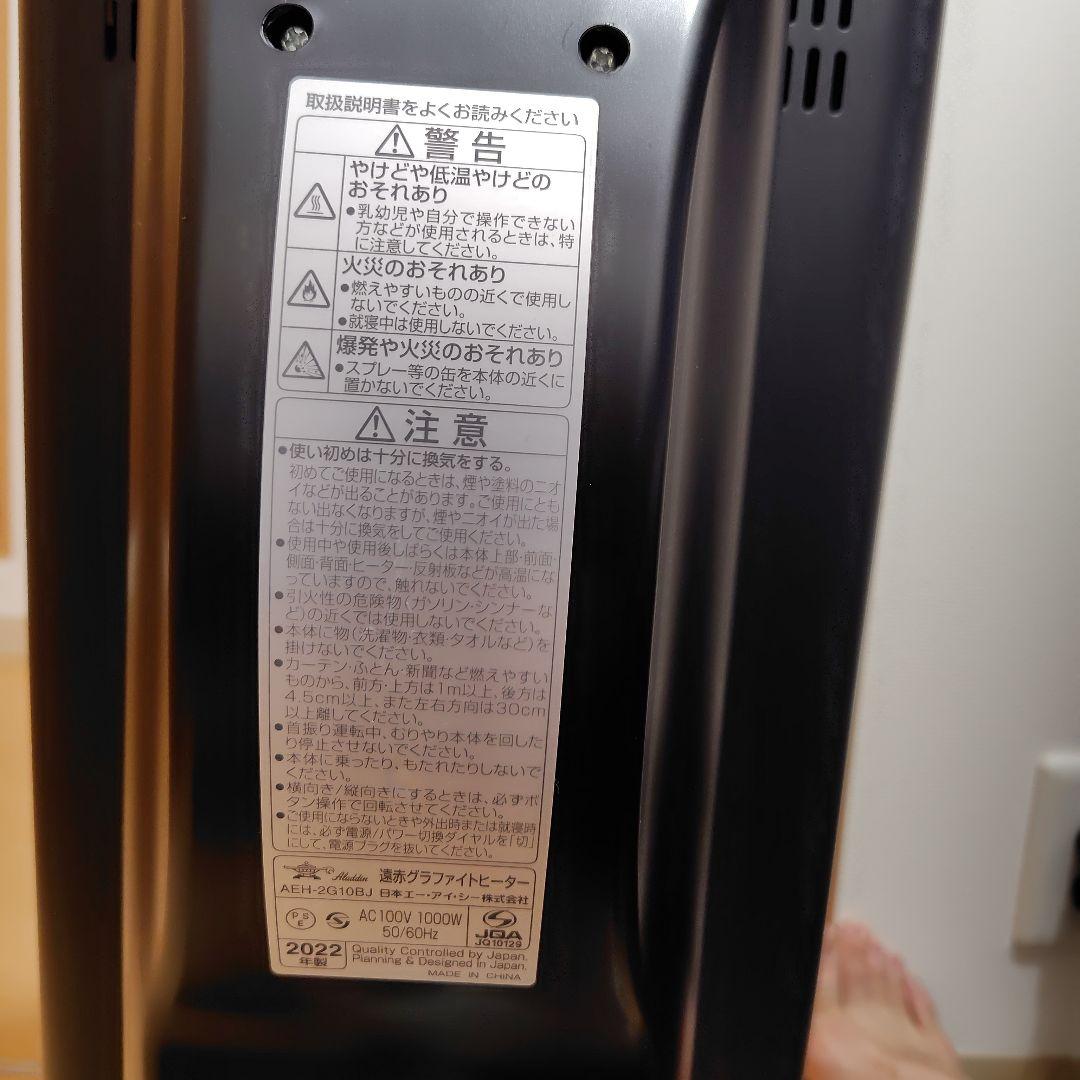 取扱説明書をよくお読みください
警告
やけどや低温やけどの
おそれあり
●乳幼児や自分で操作できない
方などが使用されるときは、特
に注意してください。
火災のおそれあり
●燃えやすいものの近くで使用し
ないでください。
●就寝中は使用しないでください。
爆発や火災のおそれあり
●スプレー等の缶を本体の近くに
置かないでください。
注意
●使い初めは十分に換気をする。
初めてご使用になるときは、煙や塗料のニオ
イなどが出ることがあります。ご使用にとも
ない出なくなりますが、煙やニオイが出た場
合は十分に換気をしてご使用ください。
●使用中や使用後しばらくは本体上部・前面・
側面・背面・ヒーター・反射板などが高温にな
っていますので、触れないでください。
●引火性の危険物(ガソリン・シンナーな
ど)の近くでは使用しないでください。
●本体に物(洗濯物・衣類・タオルなど)を
掛けないでください。
●カーテン・ふとん・新聞など燃えやすい
ものから、前方・上方は1m以上、後方は
4.5cm以上、また左右方向は30cm
以上離してください。
●首振り運転中、むりやり本体を回した
り停止させないでください。
●本体に乗ったり、もたれたりしないで
ください。
●横向き/縦向きにするときは、必ずボ
タン操作で回転させてください。
●ご使用にならないときや外出時または就寝時
には、必ず電源/パワー切換ダイヤルを「切」
にして、電源プラグを抜いてください。
Aladdin 遠赤グラファイトヒーター
AEH-2G10BJ 日本エー・アイ・シー株式会社
PSE AC100V 1000W
50/60Hz
JQA
JQ10129
2022
年製
Quality Controlled by Japan.
Planning & Designed in Japan.
MADE IN CHINA